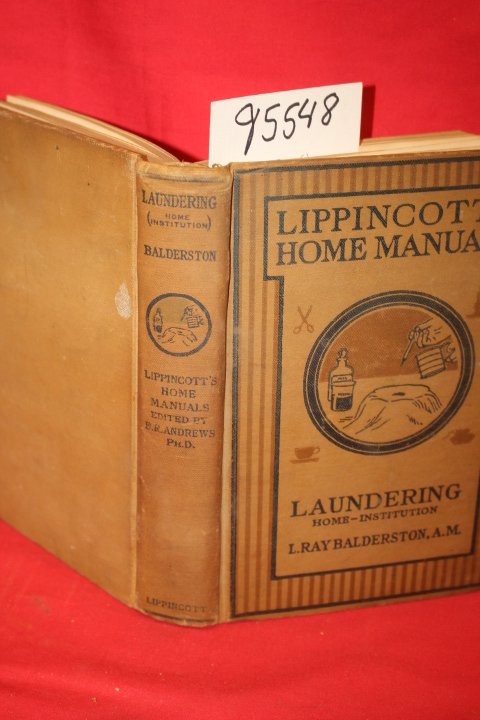 95548
LAUNDERING
(HOME
INSTITUTION)
BALDERSTON
LIPPINCOTT'S
HOME
MANUALS
EDITED BY
B.R.ANDREWS
PH.D.
LIPPINCOTT
LIPPINCOTT'
HOME MANUA
LAUNDERING
HOME-INSTITUTION
L.RAY BALDERSTON, A.M.